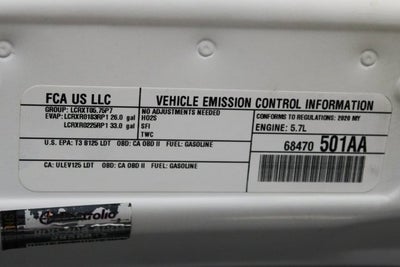 FCA US LLC
VEHICLE EMISSION CONTROL INFORMATION
GROUP: LCRXT05.75P7
EVAP: LCRXR0183RP1 26.0 gal
LCRXR0225RP1 33.0 gal
NO ADJUSTMENTS NEEDED
HO2S
SFI
TWC
CONFORMS TO REGULATIONS: 2020 MY
ENGINE: 5.7L
U.S. EPA: T3 B125 LDT OBD: CA OBD II FUEL: GASOLINE
68470 501AA
CA: ULEV125 LDT OBD: CA OBD II FUEL: GASOLINE